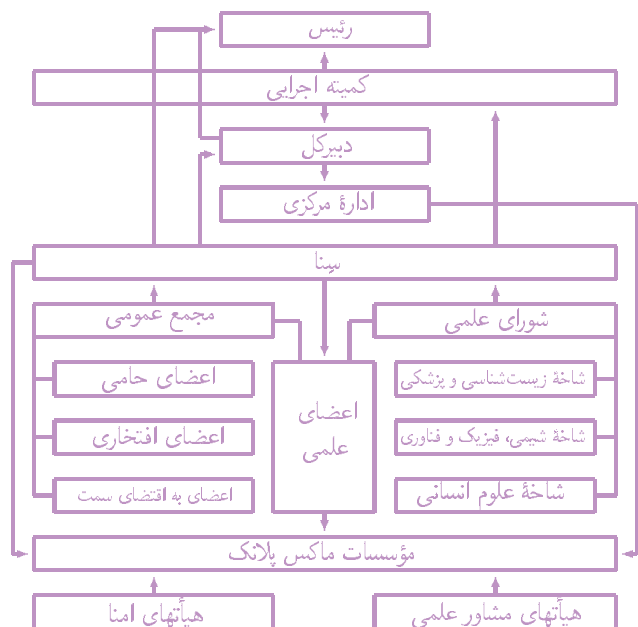 رئیس
کمیته اجرایی
دبیرکل
ادارهٔ مرکزی
سِنا
مجمع عمومی
شورای علمی
اعضای حامی
اعضای علمی
شاخهٔ زیست‌شناسی و پزشکی
اعضای افتخاری
شاخهٔ شیمی، فیزیک و فناوری
اعضای به اقتضای سمت
شاخهٔ علوم انسانی
مؤسسات ماکس پلانک
هیأتهای امنا
هیأتهای مشاور علمی